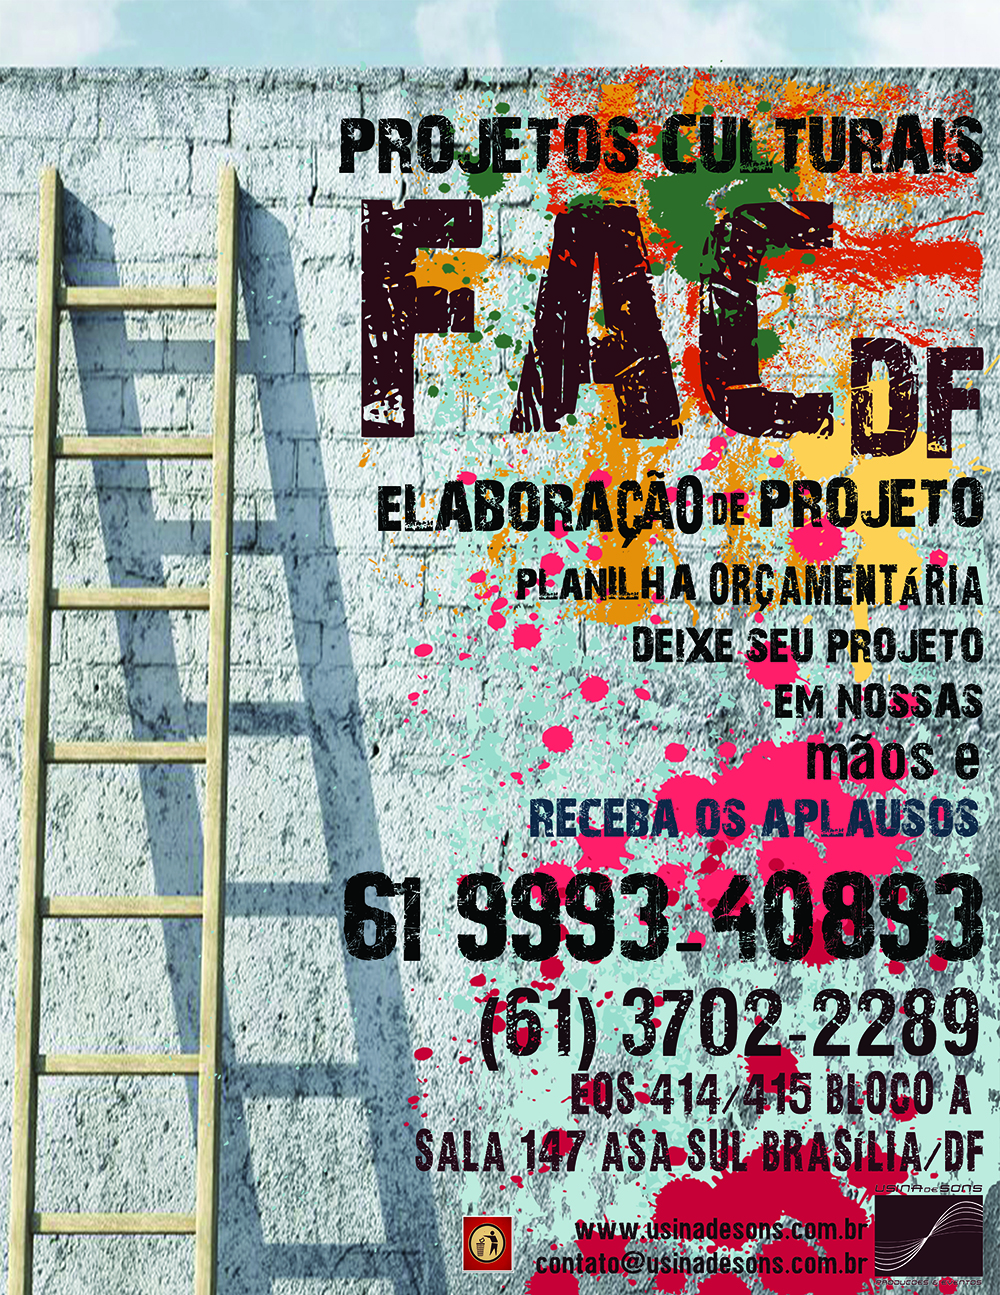 PROJETOS CULTURAIS
FAC DF
ELABORAÇÃO DE PROJETO
PLANILHA ORÇAMENTÁRIA
DEIXE SEU PROJETO
EM NOSSAS
mãos e
RECEBA OS APLAUSOS
61 9993-40893
(61) 3702-2289
EQS 414/415 BLOCO A
SALA 147 ASA SUL BRASÍLIA/DF
USINA DE SONS
www.usinadesons.com.br
contato@usinadesons.com.br
PRODUÇÕES & EVENTOS